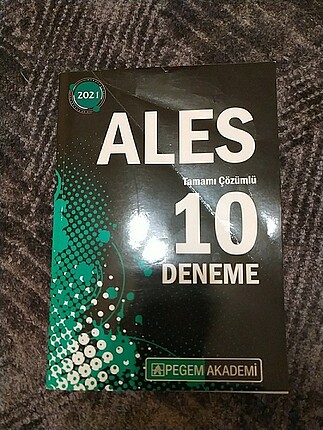 2021
ALES
Tamamı Çözümlü
10
DENEME
PEGEM AKADEMİ